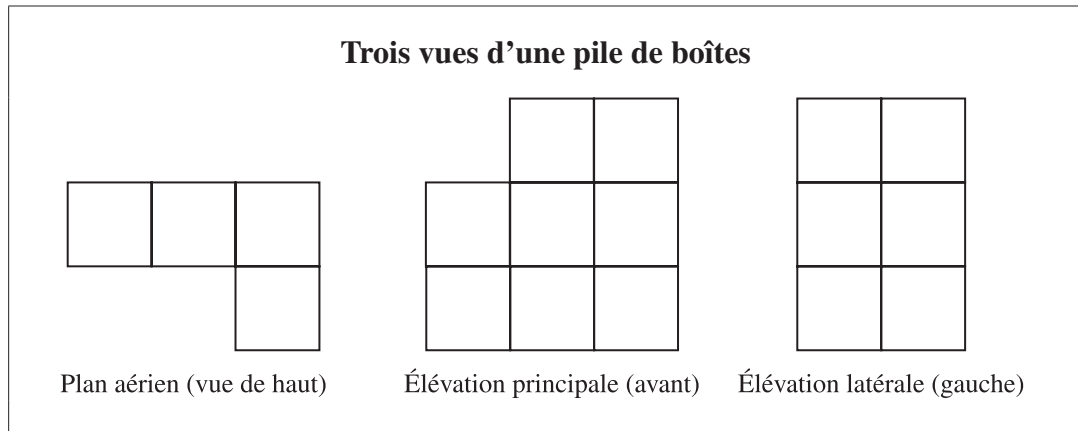 Trois vues d’une pile de boîtes
Plan aérien (vue de haut)
Élévation principale (avant)
Élévation latérale (gauche)